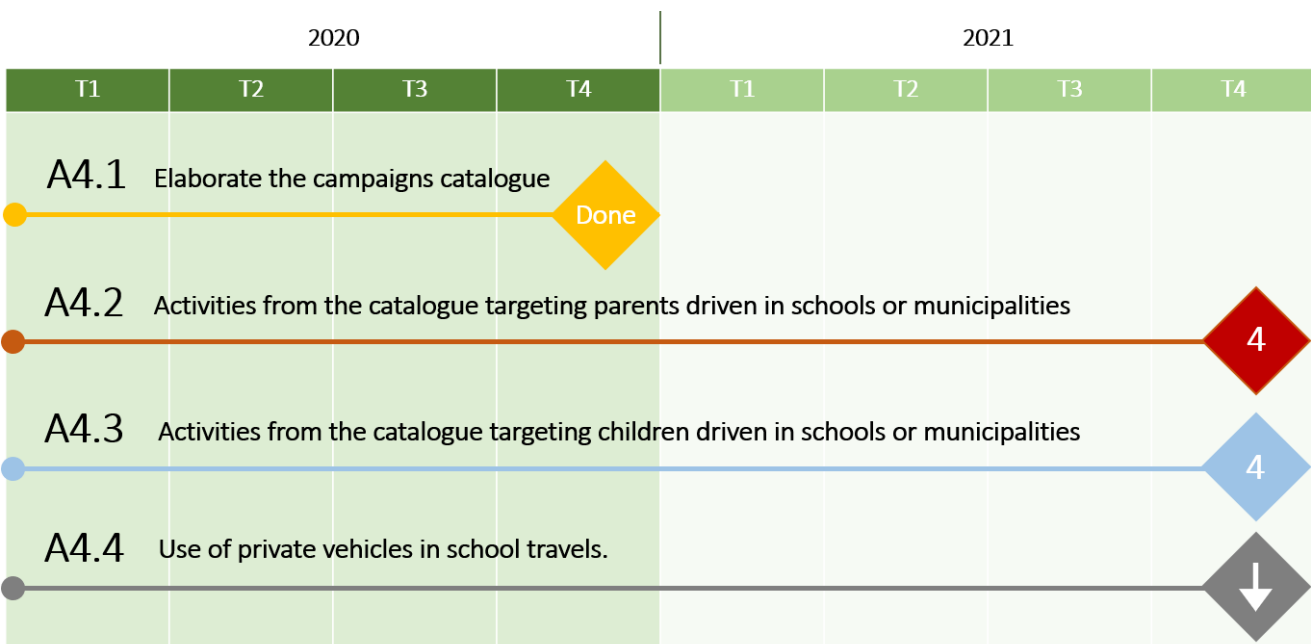 2020 2021
T1 T2 T3 T4 T1 T2 T3 T4
A4.1 Elaborate the campaigns catalogue
Done
A4.2 Activities from the catalogue targeting parents driven in schools or municipalities
4
A4.3 Activities from the catalogue targeting children driven in schools or municipalities
4
A4.4 Use of private vehicles in school travels.